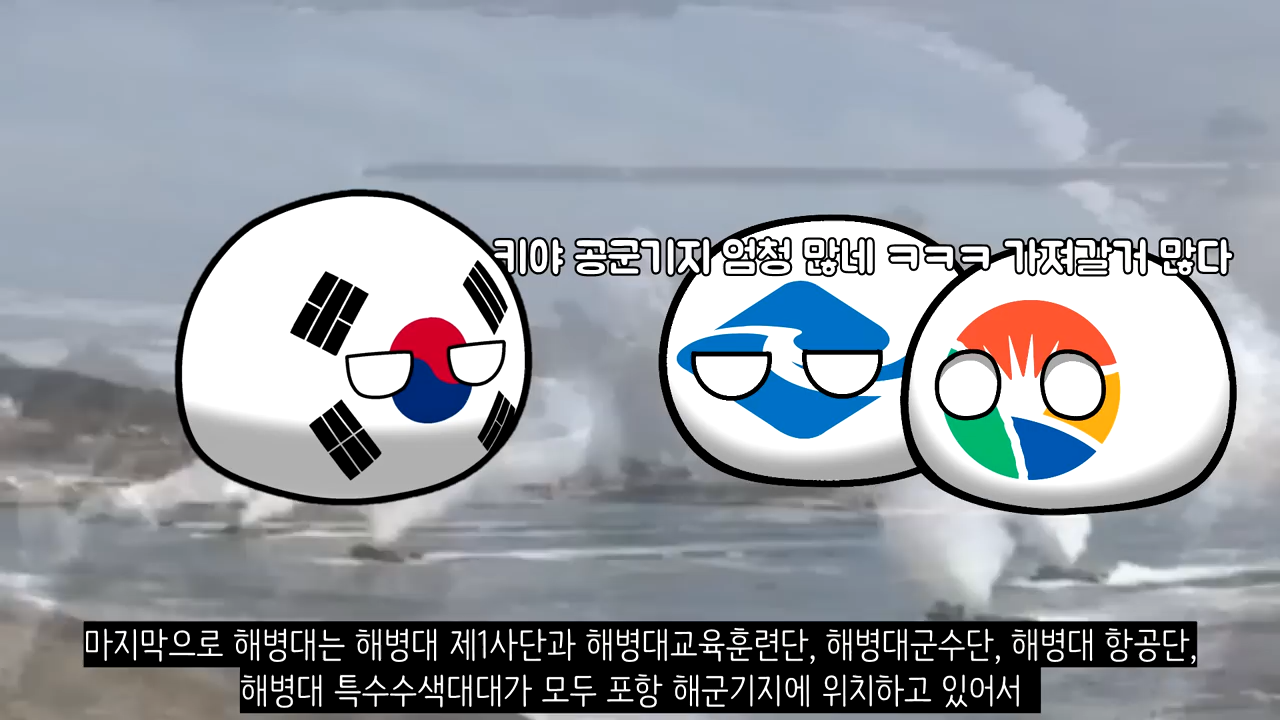 키야 공군기지 엄청 많네 ㅋㅋㅋ 가져갈거 많다
마지막으로 해병대는 해병대 제1사단과 해병대교육훈련단, 해병대군수단, 해병대 항공단,
해병대 특수수색대대가 모두 포항 해군기지에 위치하고 있어서